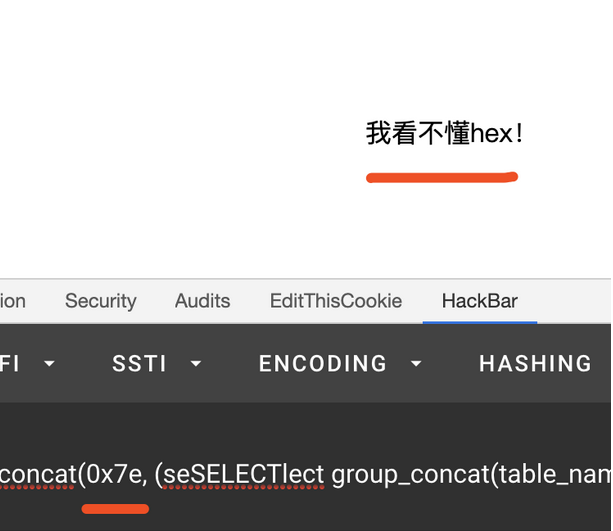 我看不懂hex！
ion Security Audits EditThisCookie HackBar
FI SSTI ENCODING HASHING
concat(0x7e, (seSELECTlect group_concat(table_nam